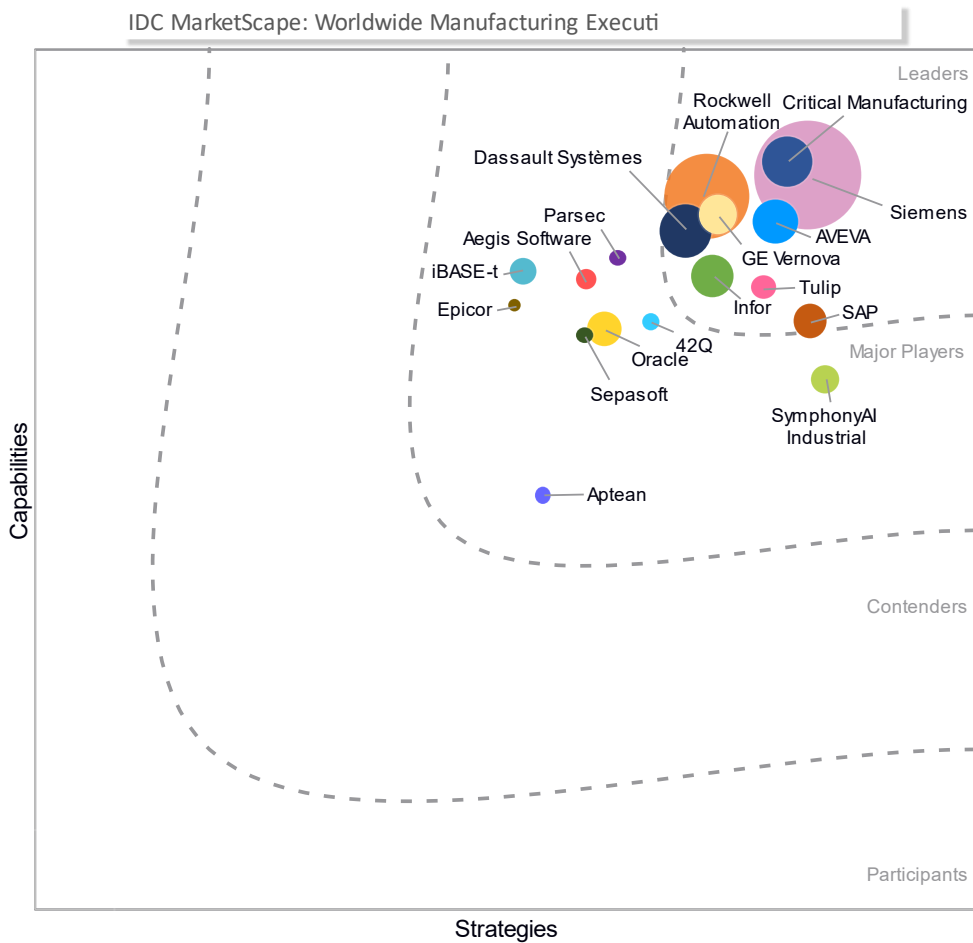 IDC MarketScape: Worldwide Manufacturing Executi
Leaders
Rockwell
Automation
Critical Manufacturing
Dassault Systèmes
Siemens
Parsec
AVEVA
Aegis Software
GE Vernova
iBASE-t
Tulip
Epicor
Infor
SAP
42Q
Oracle
Major Players
Sepasoft
SymphonyAI
Industrial
Capabilities
Aptean
Contenders
Participants
Strategies